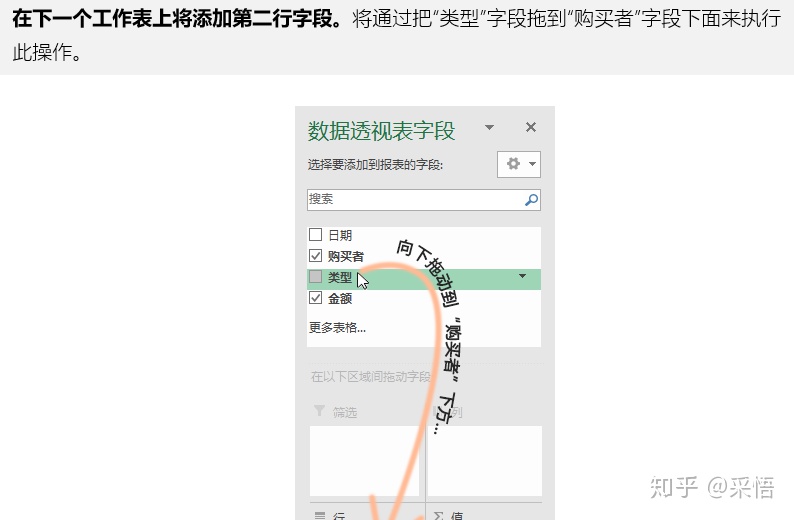 在下一个工作表上将添加第二行字段。将通过把“类型”字段拖到“购买者”字段下面来执行
此操作。
数据透视表字段
选择要添加到报表的字段:
搜索
日期
购买者
类型
金额
向下拖动到“购买者”下方...
更多表格...
在以下区域间拖动字段
筛选
列
行
Σ 值
知乎 @采悟